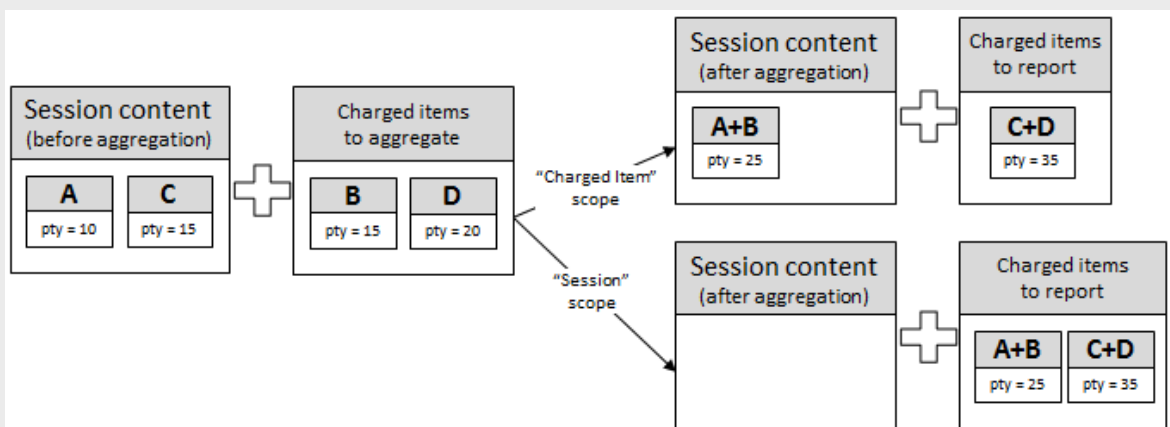 Session content
(before aggregation)
A
pty = 10
C
pty = 15
Charged items
to aggregate
B
pty = 15
D
pty = 20
"Charged Item"
scope
"Session"
scope
Session content
(after aggregation)
A+B
pty = 25
Charged items
to report
C+D
pty = 35
Session content
(after aggregation)
Charged items
to report
A+B
pty = 25
C+D
pty = 35